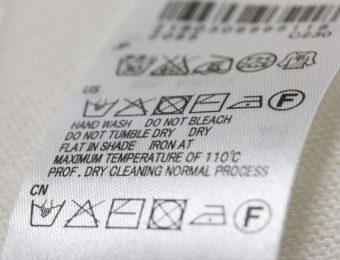 US
HAND WASH DO NOT BLEACH
DO NOT TUMBLE DRY DRY
FLAT IN SHADE IRON AT
MAXIMUM TEMPERATURE OF 110℃
PROF. DRY CLEANING NORMAL PROCESS
CN